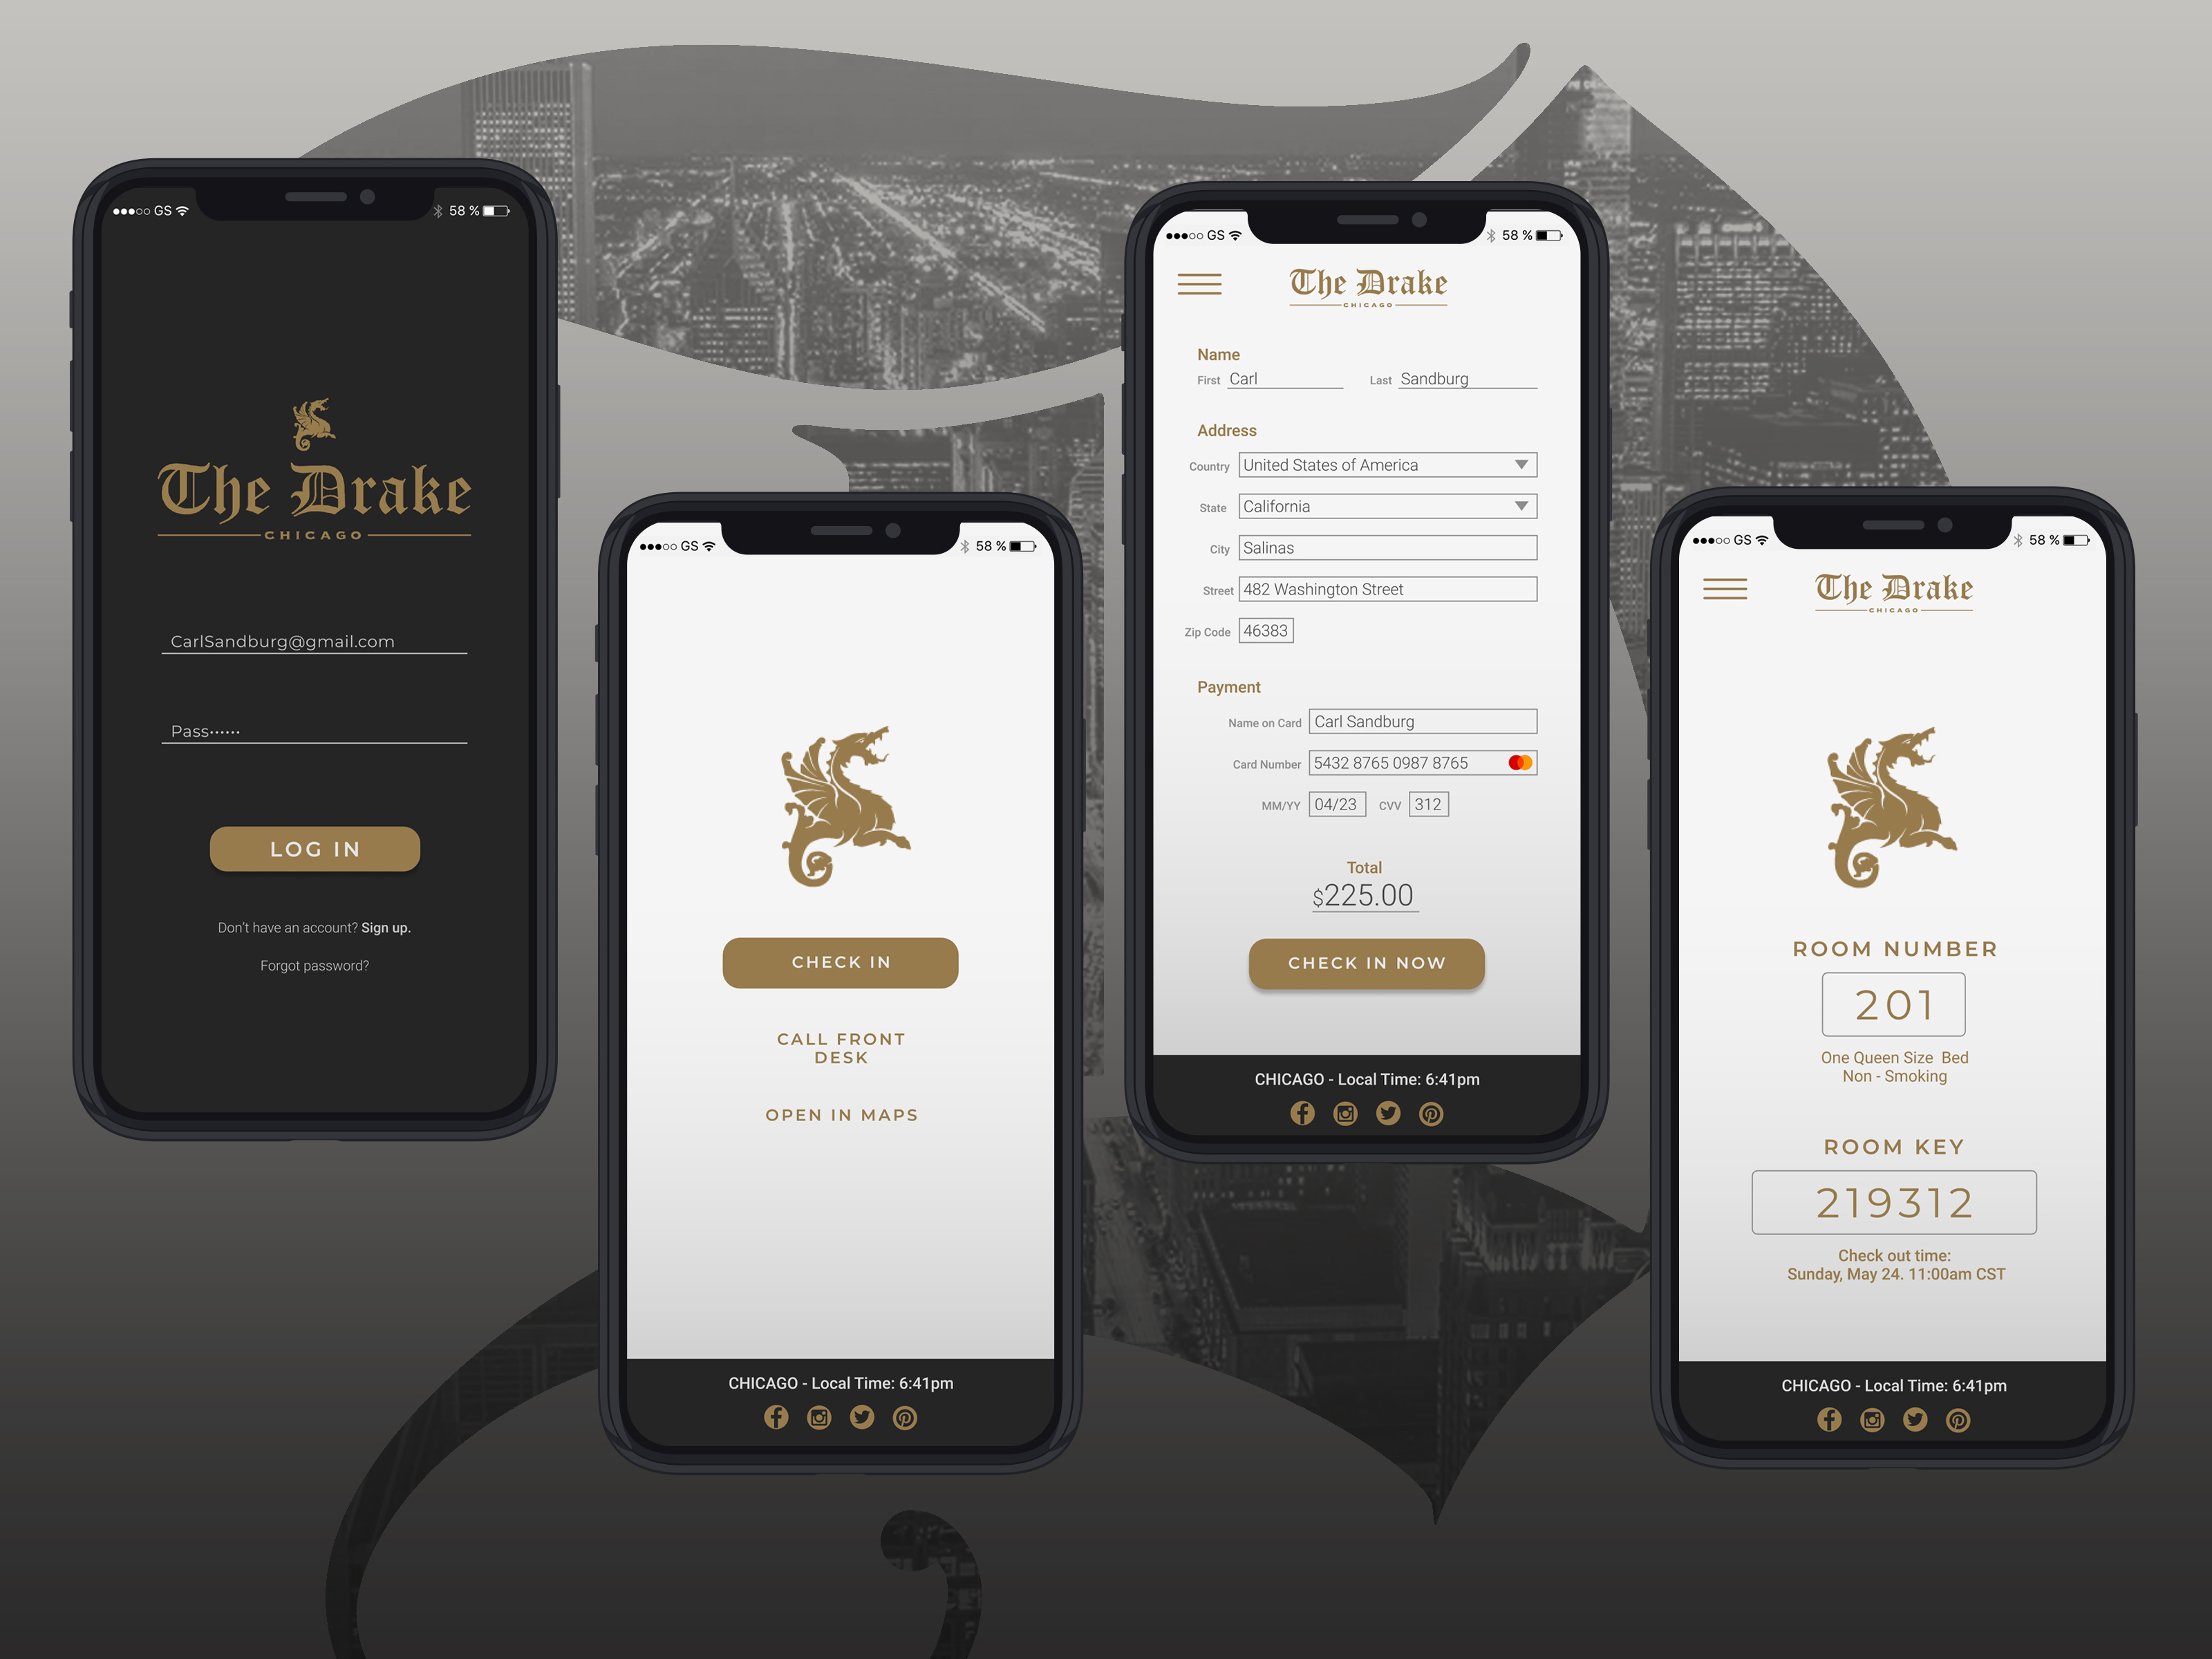 GS 58 %
The Drake
CHICAGO
CarlSandburg@gmail.com
Pass······
LOG IN
Don't have an account? Sign up.
Forgot password?
GS 58 %
CHECK IN
CALL FRONT
DESK
OPEN IN MAPS
CHICAGO - Local Time: 6:41pm
GS 58 %
The Drake
CHICAGO
Name
First Carl Last Sandburg
Address
Country United States of America
State California
City Salinas
Street 482 Washington Street
Zip Code 46383
Payment
Name on Card Carl Sandburg
Card Number 5432 8765 0987 8765
MM/YY 04/23 CVV 312
Total
$225.00
CHECK IN NOW
CHICAGO - Local Time: 6:41pm
GS 58 %
The Drake
CHICAGO
ROOM NUMBER
201
One Queen Size Bed
Non - Smoking
ROOM KEY
219312
Check out time:
Sunday, May 24. 11:00am CST
CHICAGO - Local Time: 6:41pm